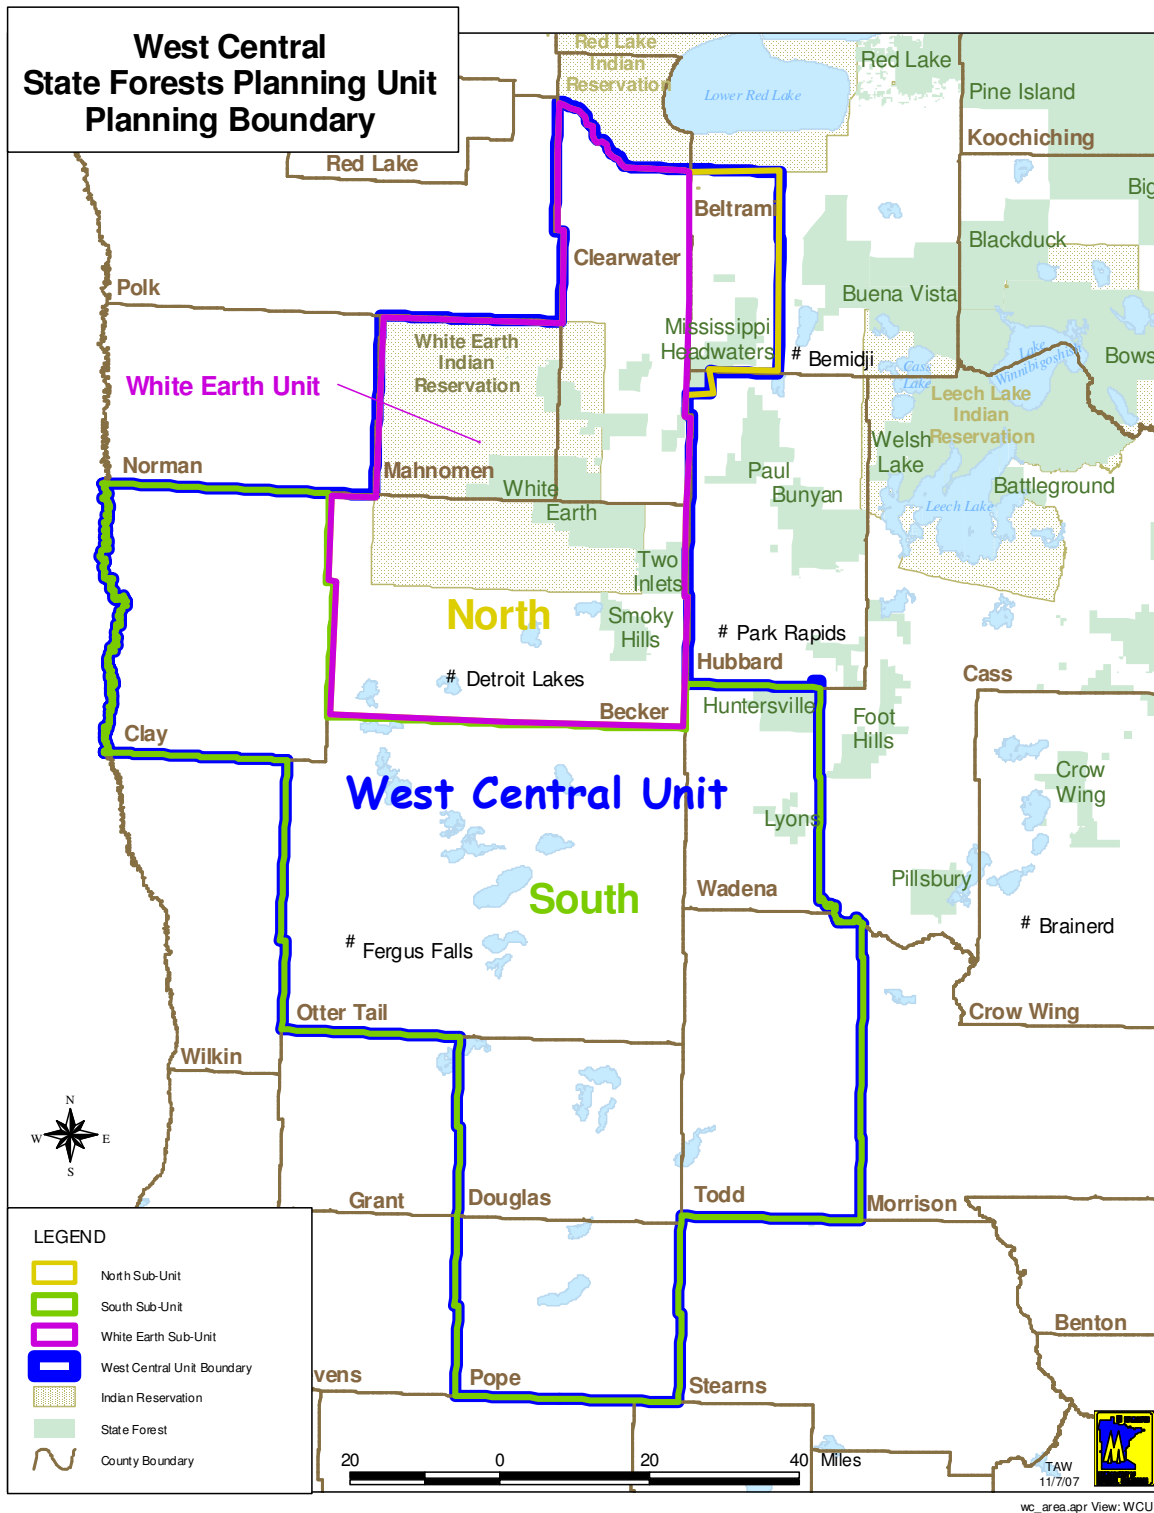 West Central
State Forests Planning Unit
Planning Boundary
Red Lake
Indian
Reservation
Lower Red Lake
Red Lake
Pine Island
Koochiching
Red Lake
Big
Beltrami
Blackduck
Clearwater
Polk
Buena Vista
Mississippi
Headwaters
White Earth
Indian
Reservation
# Bemidji
Lake
Winnibigoshish
Bows
Cass
Lake
White Earth Unit
Leech Lake
Indian
Reservation
Welsh
Lake
Norman
Mahnomen
Paul
Bunyan
White
Earth
Battleground
Leech Lake
Two
Inlets
North
Smoky
Hills
# Park Rapids
Hubbard
# Detroit Lakes
Cass
Becker
Huntersville
Foot
Hills
Clay
West Central Unit
Crow
Wing
Lyons
Pillsbury
Wadena
South
# Brainerd
# Fergus Falls
Otter Tail
Crow Wing
Wilkin
N
W E
S
Grant
Douglas
Todd
Morrison
LEGEND
North Sub-Unit
South Sub-Unit
White Earth Sub-Unit
West Central Unit Boundary
Indian Reservation
State Forest
County Boundary
Benton
vens
Pope
Stearns
20 0 20 40 Miles
TAW
11/7/07
wc_area.apr View: WCU